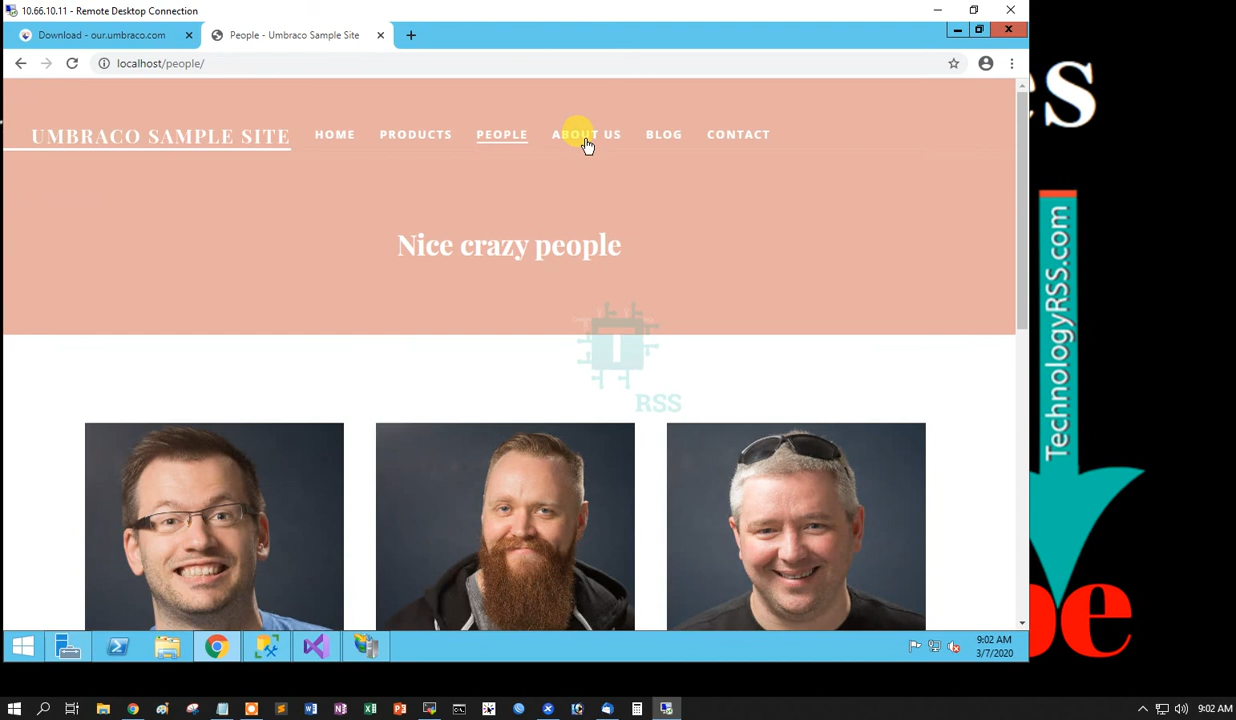 10.66.10.11 - Remote Desktop Connection
Download - our.umbraco.com
People - Umbraco Sample Site
localhost/people/
UMBRACO SAMPLE SITE
HOME
PRODUCTS
PEOPLE
ABOUT US
BLOG
CONTACT
Nice crazy people
T
RSS
TechnologyRSS.com
9:02 AM
3/7/2020
9:02 AM